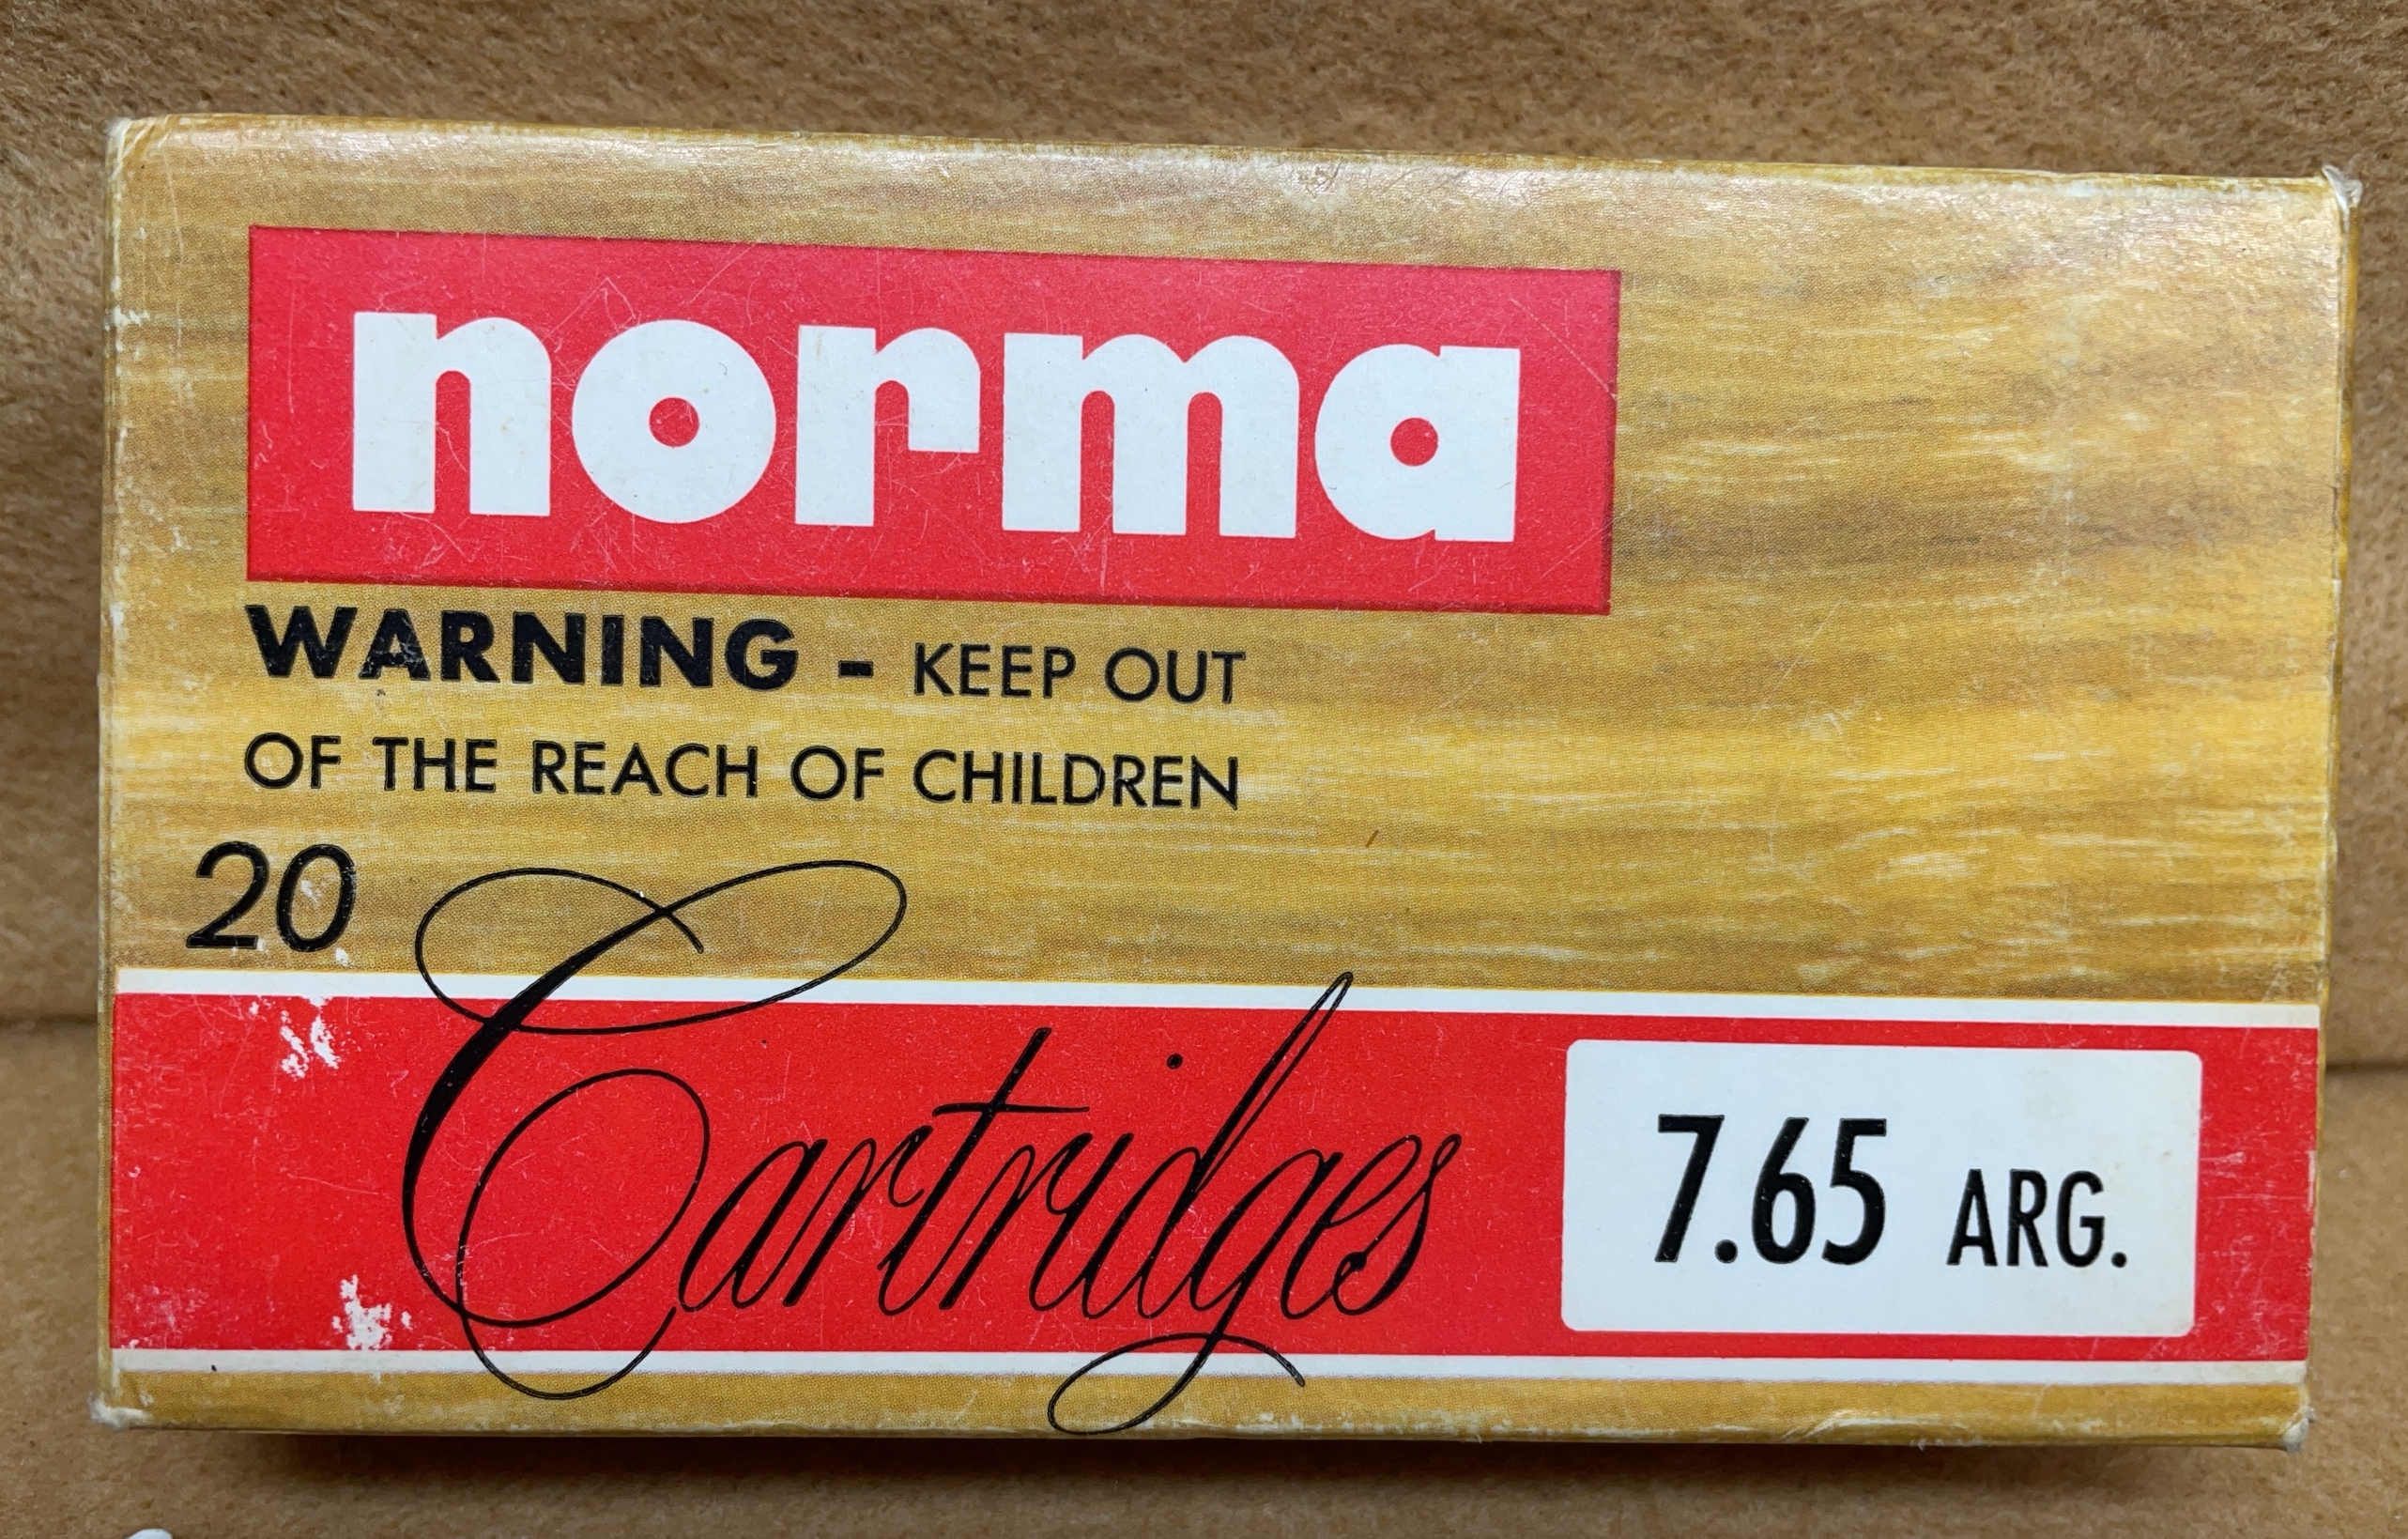 norma
WARNING - KEEP OUT
OF THE REACH OF CHILDREN
20 Cartridges
7.65 ARG.